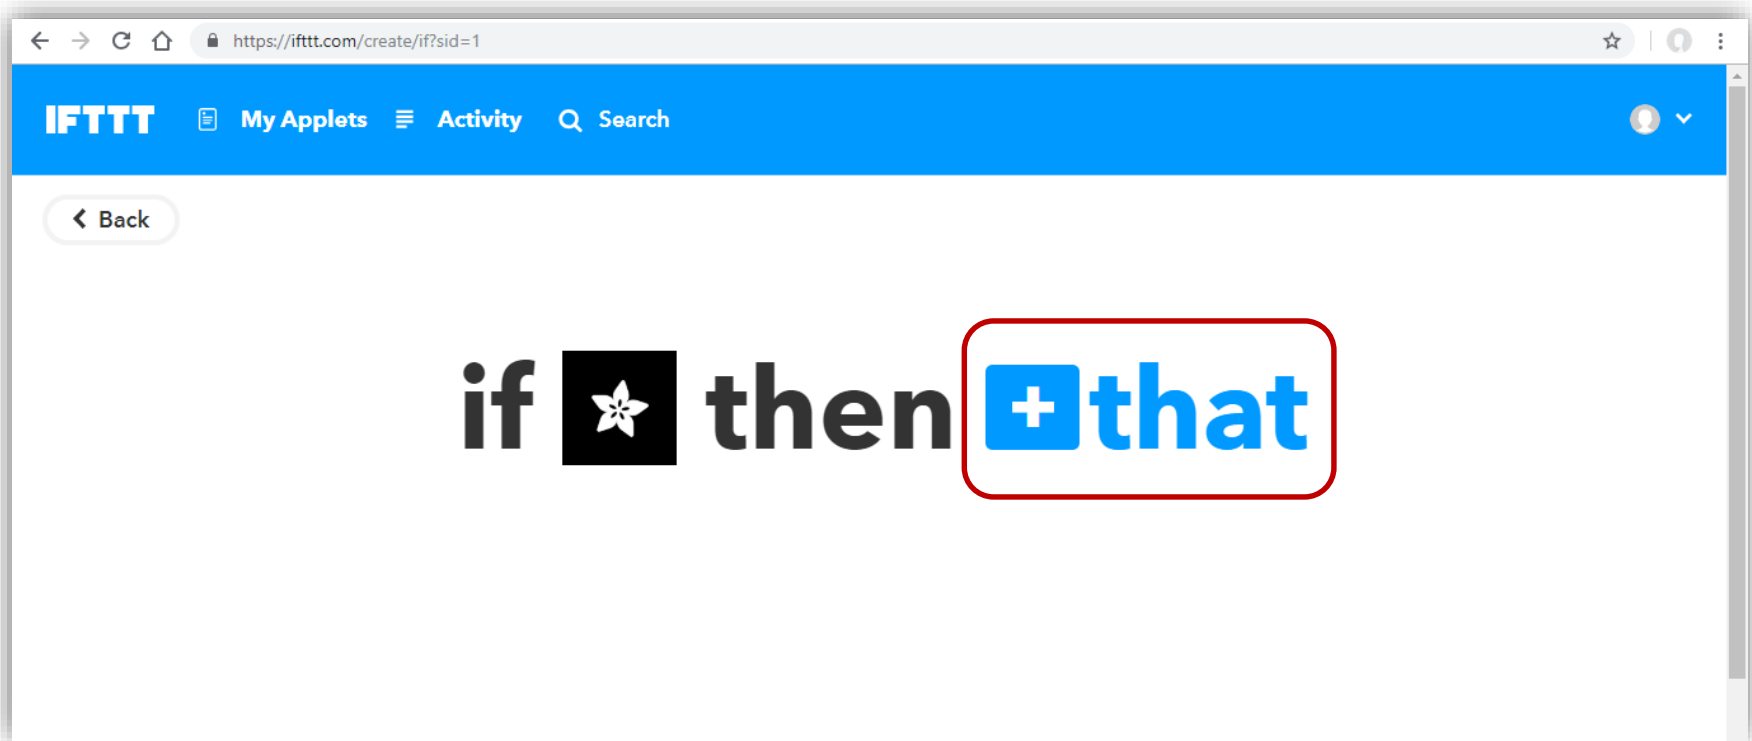 https://ifttt.com/create/if?sid=1
IFTTT My Applets Activity Search
Back
if then +that